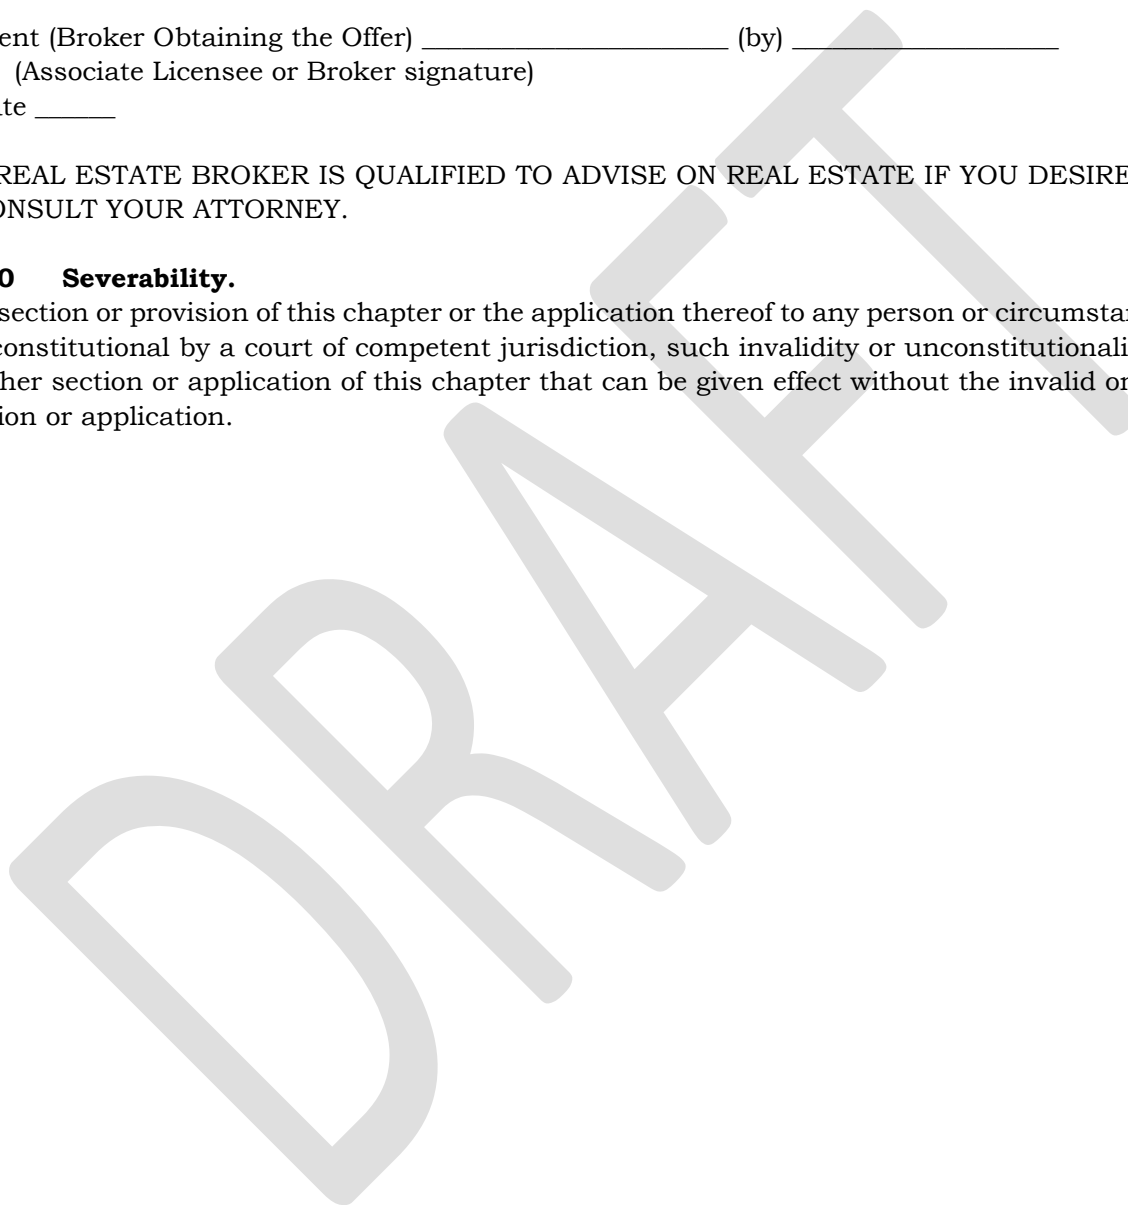 ent (Broker Obtaining the Offer) _______________________ (by) ____________________
(Associate Licensee or Broker signature)
te ______
REAL ESTATE BROKER IS QUALIFIED TO ADVISE ON REAL ESTATE IF YOU DESIRE
ONSULT YOUR ATTORNEY.
0 Severability.
section or provision of this chapter or the application thereof to any person or circumstan
constitutional by a court of competent jurisdiction, such invalidity or unconstitutionali
her section or application of this chapter that can be given effect without the invalid or
ion or application.
DRAFT